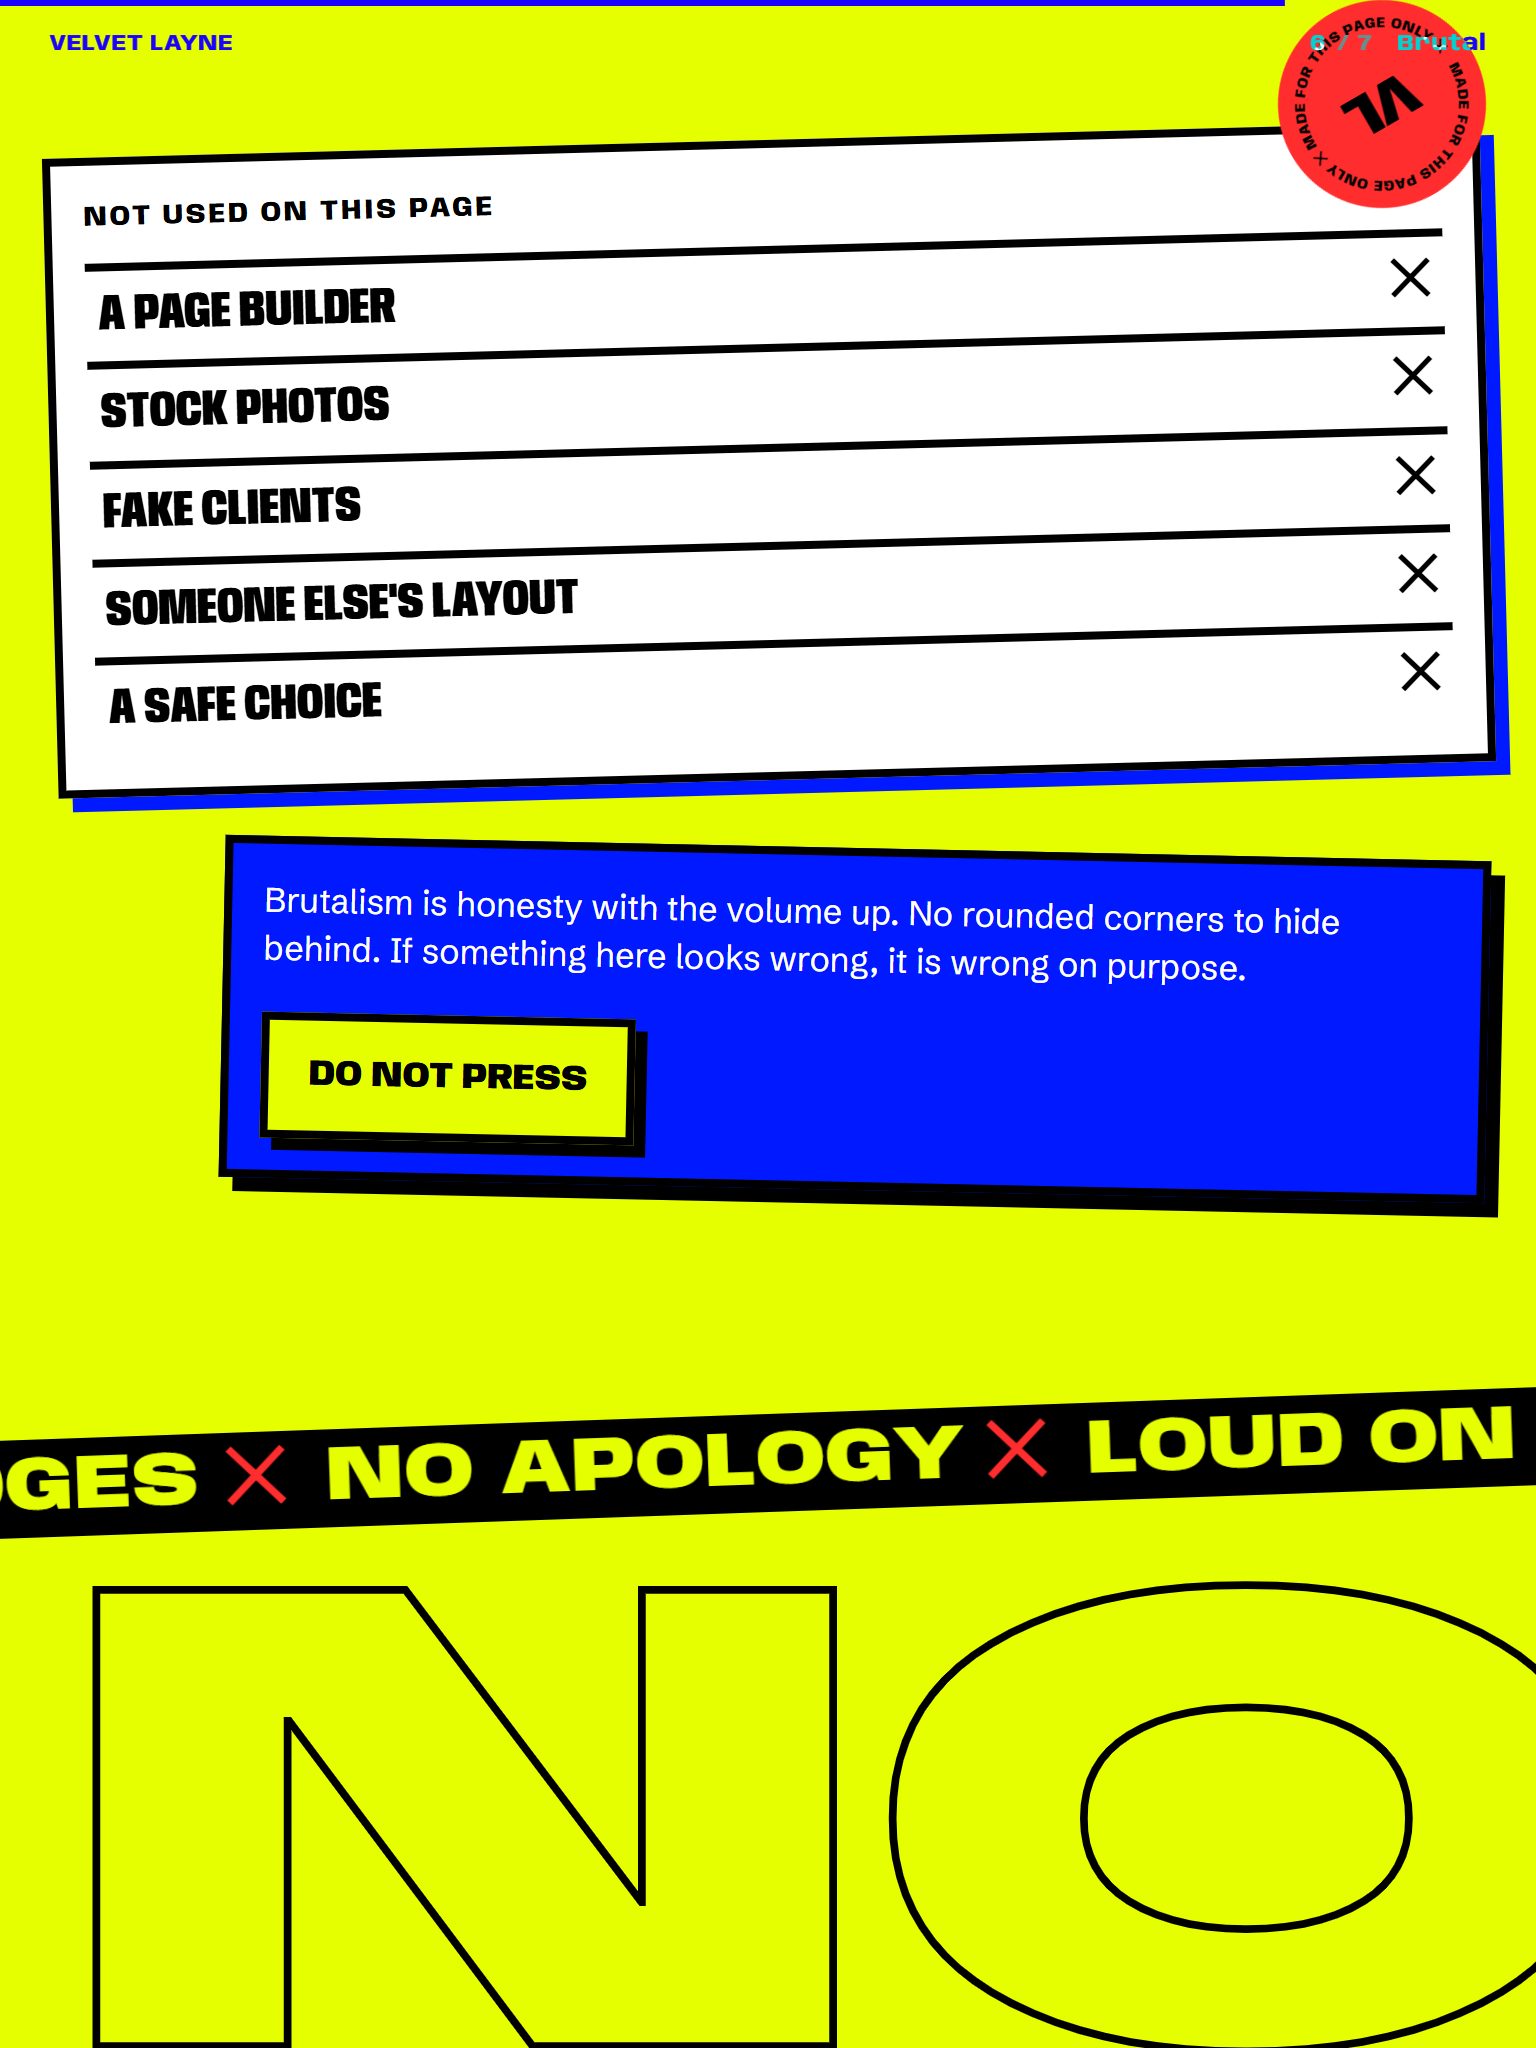 VELVET LAYNE
6 / 7 Brutal
MADE FOR THIS PAGE ONLY × MADE FOR THIS PAGE ONLY ×
VL
NOT USED ON THIS PAGE
A PAGE BUILDER ×
STOCK PHOTOS ×
FAKE CLIENTS ×
SOMEONE ELSE'S LAYOUT ×
A SAFE CHOICE ×
Brutalism is honesty with the volume up. No rounded corners to hide
behind. If something here looks wrong, it is wrong on purpose.
DO NOT PRESS
× NO APOLOGY × LOUD ON
NO